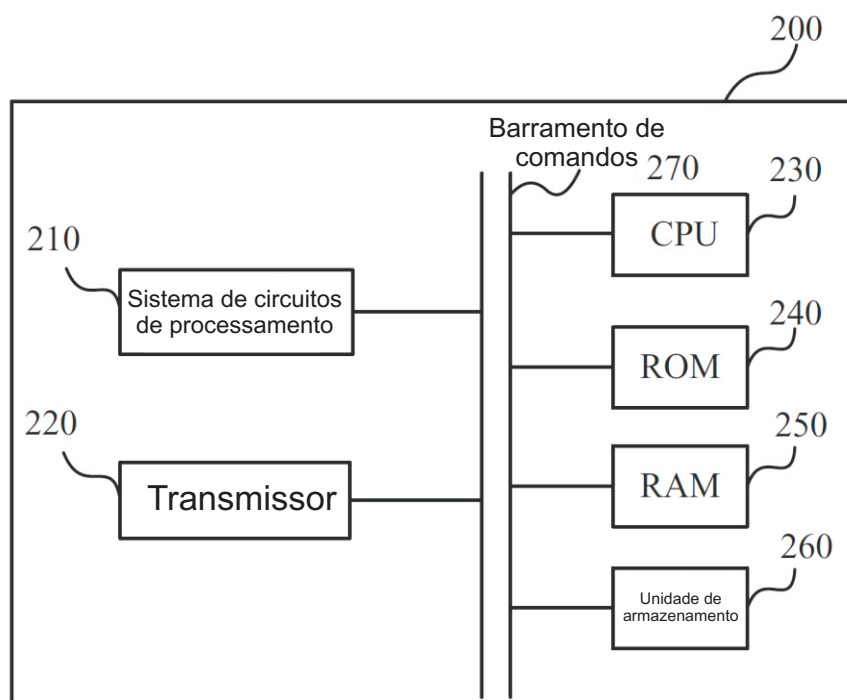 200
Barramento de
comandos
270
230
CPU
210
Sistema de circuitos
de processamento
240
ROM
220
Transmissor
250
RAM
260
Unidade de
armazenamento